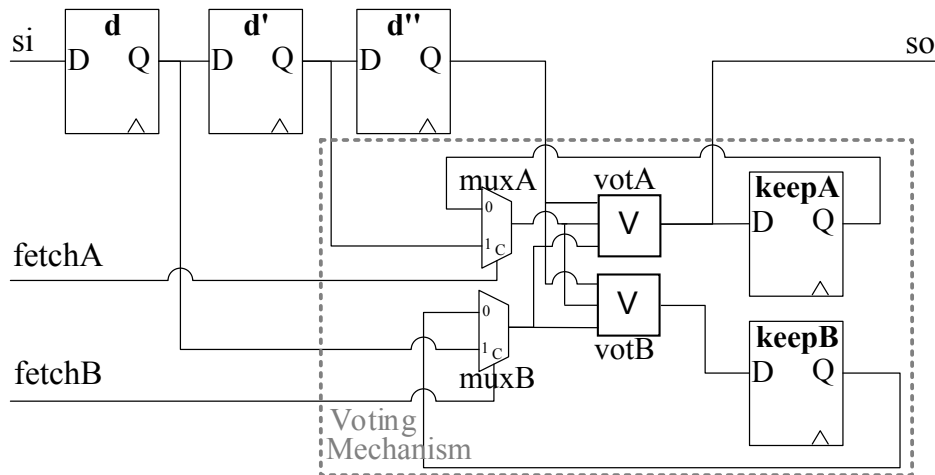 d d' d''
si so
D Q D Q D Q
muxA votA keepA
0 V D Q
1 C
fetchA
0 V keepB
1 C votB D Q
fetchB muxB
Voting
Mechanism